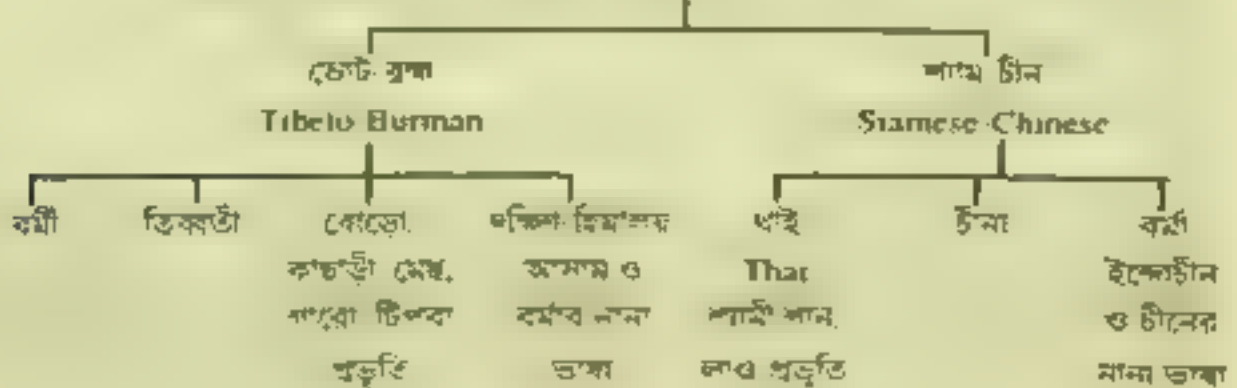 ভোট-ব্রহ্ম শ্যাম চীন
Tibeto Burman Siamese-Chinese
বর্মী তিব্বতী বোড়ো দক্ষিণ-হিমালয় থাই চীনা
কাছাড়ী মেছ, আসাম ও Thai ইন্দোচীন
গারো টিপরা বর্মার নানা শ্যামী শান, ও চীনের
প্রভৃতি ভাষা লাও প্রভৃতি নানা ভাষা